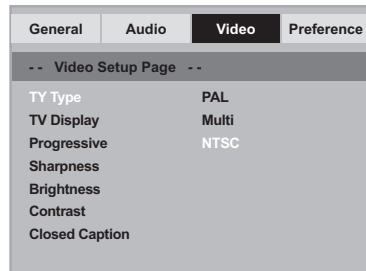 General Audio Video Preference
-- Video Setup Page --
TY Type PAL
TV Display Multi
Progressive NTSC
Sharpness
Brightness
Contrast
Closed Caption